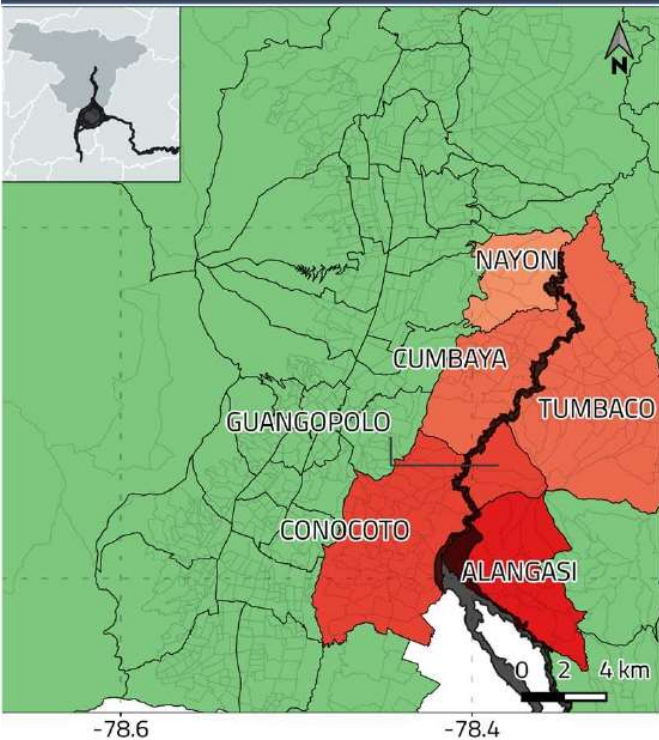 N
NAYON
CUMBAYA
TUMBACO
GUANGOPOLO
CONOCOTO
ALANGASI
0 2 4 km
-78.6 -78.4